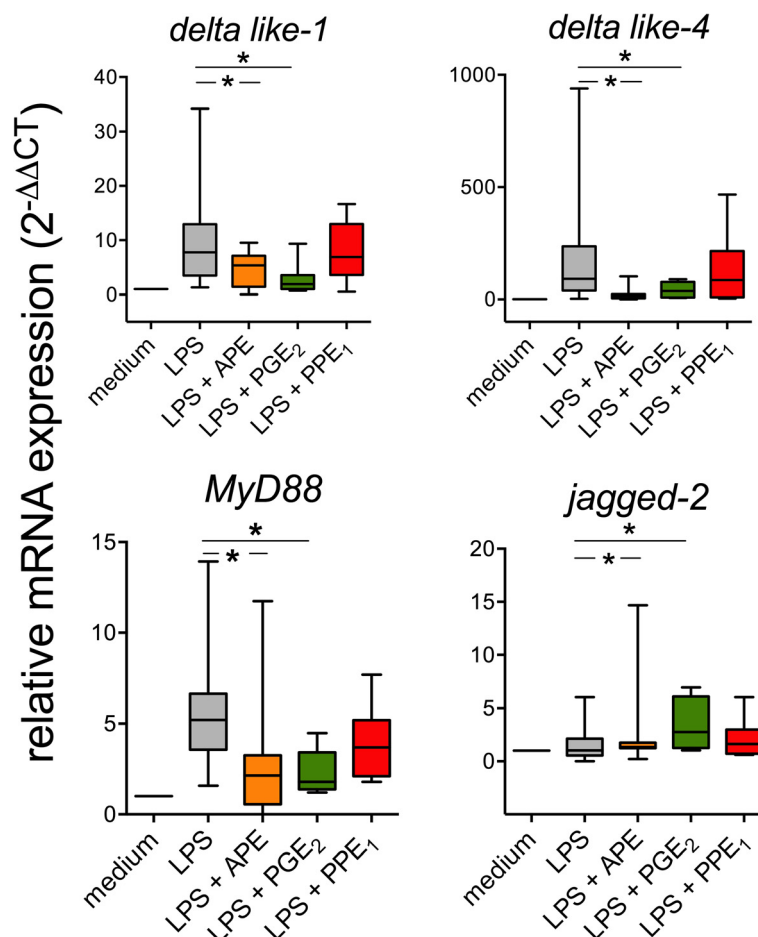 delta like-1
delta like-4
relative mRNA expression (2-ΔΔCT)
*
*
40
30
20
10
0
medium
LPS
LPS + APE
LPS + PGE2
LPS + PPE1
*
*
1000
500
0
medium
LPS
LPS + APE
LPS + PGE2
LPS + PPE1
MyD88
jagged-2
*
*
15
10
5
0
medium
LPS
LPS + APE
LPS + PGE2
LPS + PPE1
*
*
20
15
10
5
0
medium
LPS
LPS + APE
LPS + PGE2
LPS + PPE1